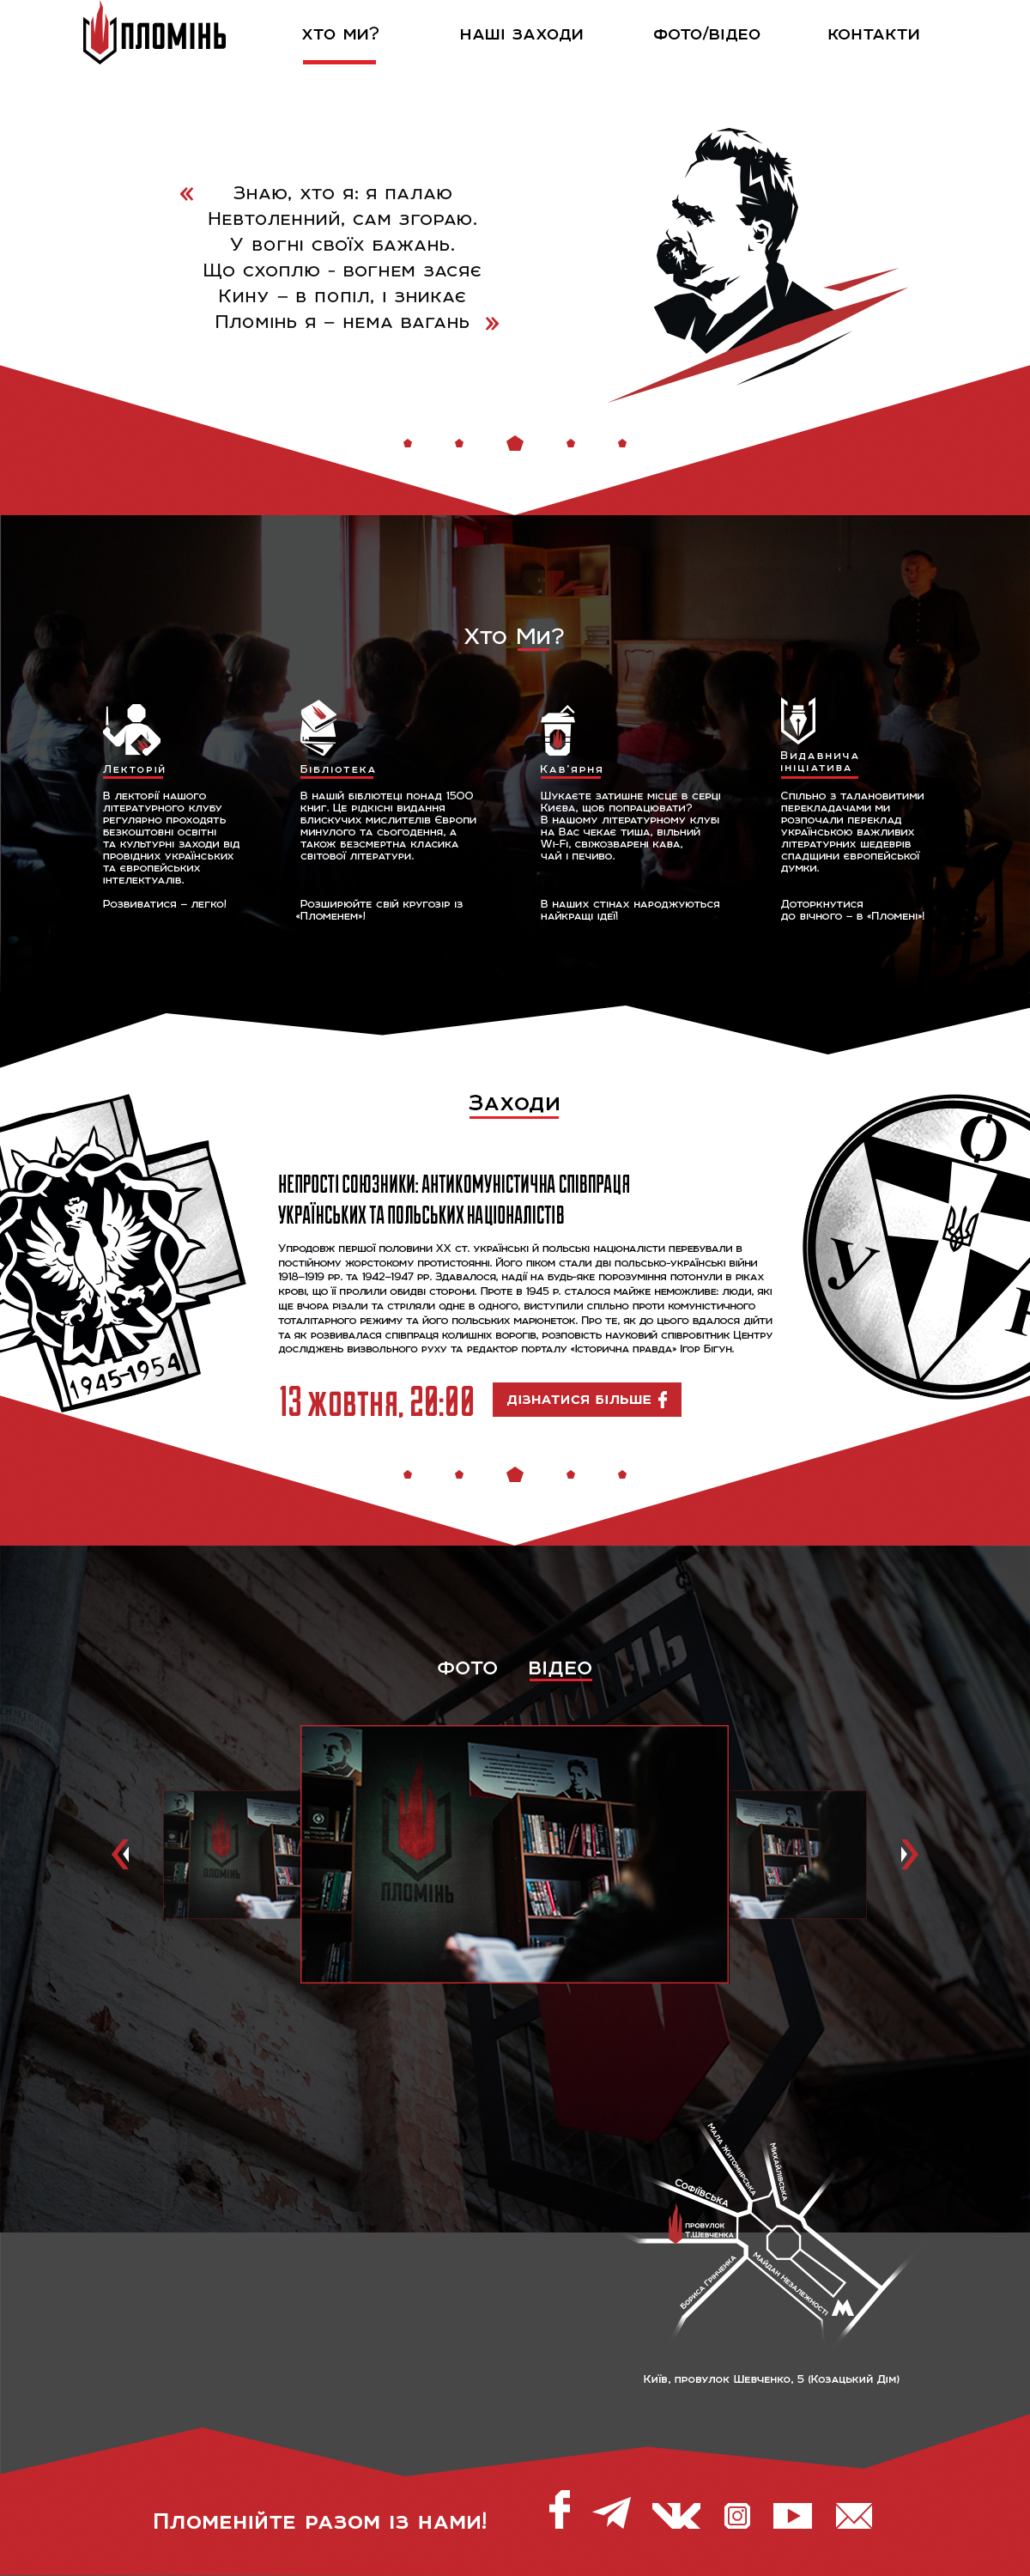 ПЛОМІНЬ
ХТО МИ?
НАШІ ЗАХОДИ
ФОТО/ВІДЕО
КОНТАКТИ
« Знаю, хто я: я палаю
Невтоленний, сам згораю.
У вогні своїх бажань.
Що схоплю - вогнем засяє
Кину – в попіл, і зникає
Пломінь я – нема вагань »
Хто Ми?
Лекторій
В лекторії нашого
літературного клубу
регулярно проходять
безкоштовні освітні
та культурні заходи від
провідних українських
та європейських
інтелектуалів.
Розвиватися – легко!
Бібліотека
В нашій бібліотеці понад 1500
книг. Це рідкісні видання
блискучих мислителів Європи
минулого та сьогодення, а
також безсмертна класика
світової літератури.
Розширюйте свій кругозір із
«Пломенем»!
Кав'ярня
Шукаєте затишне місце в серці
Києва, щоб попрацювати?
В нашому літературному клубі
на Вас чекає тиша, вільний
Wi-Fi, свіжозварені кава,
чай і печиво.
В наших стінах народжуються
найкращі ідеї!
Видавнича
ініціатива
Спільно з талановитими
перекладачами ми
розпочали переклад
українською важливих
літературних шедеврів
спадщини європейської
думки.
Доторкнутися
до вічного – в «Пломені»!
Заходи
WIN
1945-1954
О
У
НЕПРОСТІ СОЮЗНИКИ: АНТИКОМУНІСТИЧНА СПІВПРАЦЯ
УКРАЇНСЬКИХ ТА ПОЛЬСЬКИХ НАЦІОНАЛІСТІВ
Упродовж першої половини ХХ ст. українські й польські націоналісти перебували в
постійному жорстокому протистоянні. Його піком стали дві польсько-українські війни
1918–1919 рр. та 1942–1947 рр. Здавалося, надії на будь-яке порозуміння потонули в ріках
крові, що її пролили обидві сторони. Проте в 1945 р. сталося майже неможливе: люди, які
ще вчора різали та стріляли одне в одного, виступили спільно проти комуністичного
тоталітарного режиму та його польських маріонеток. Про те, як до цього вдалося дійти
та як розвивалася співпраця колишніх ворогів, розповість науковий співробітник Центру
досліджень визвольного руху та редактор порталу «Історична правда» Ігор Бігун.
13 жовтня, 20:00
ДІЗНАТИСЯ БІЛЬШЕ f
ФОТО
ВІДЕО
ПЛОМІНЬ
ПЛОМІНЬ
Мала Житомирська
Михайлівська
Софіївська
провулок
Т.Шевченка
Бориса Грінченка
Майдан Незалежності
М
Київ, провулок Шевченко, 5 (Козацький Дім)
Пломенійте разом із нами!